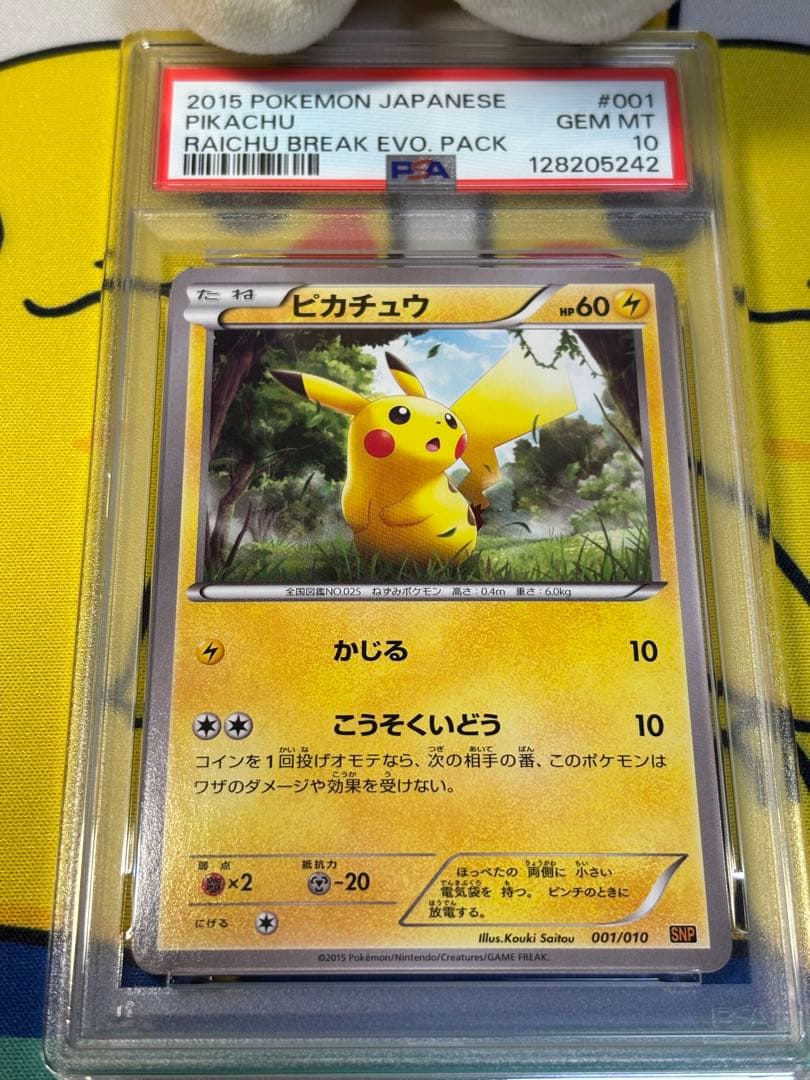 2015 POKEMON JAPANESE #001
PIKACHU GEM MT
RAICHU BREAK EVO. PACK 10
PSA 128205242
たね ピカチュウ HP60
全国図鑑NO.025 ねずみポケモン 高さ:0.4m 重さ:6.0kg
かじる 10
こうそくいどう 10
コインを1回投げオモテなら、次の相手の番、このポケモンは
ワザのダメージや効果を受けない。
弱点 抵抗力
×2 -20
にげる
ほっぺたの 両側に 小さい
電気袋を 持つ。 ピンチのときに
放電する。
Illus.Kouki Saitou 001/010 SNP
©2015 Pokémon/Nintendo/Creatures/GAME FREAK.